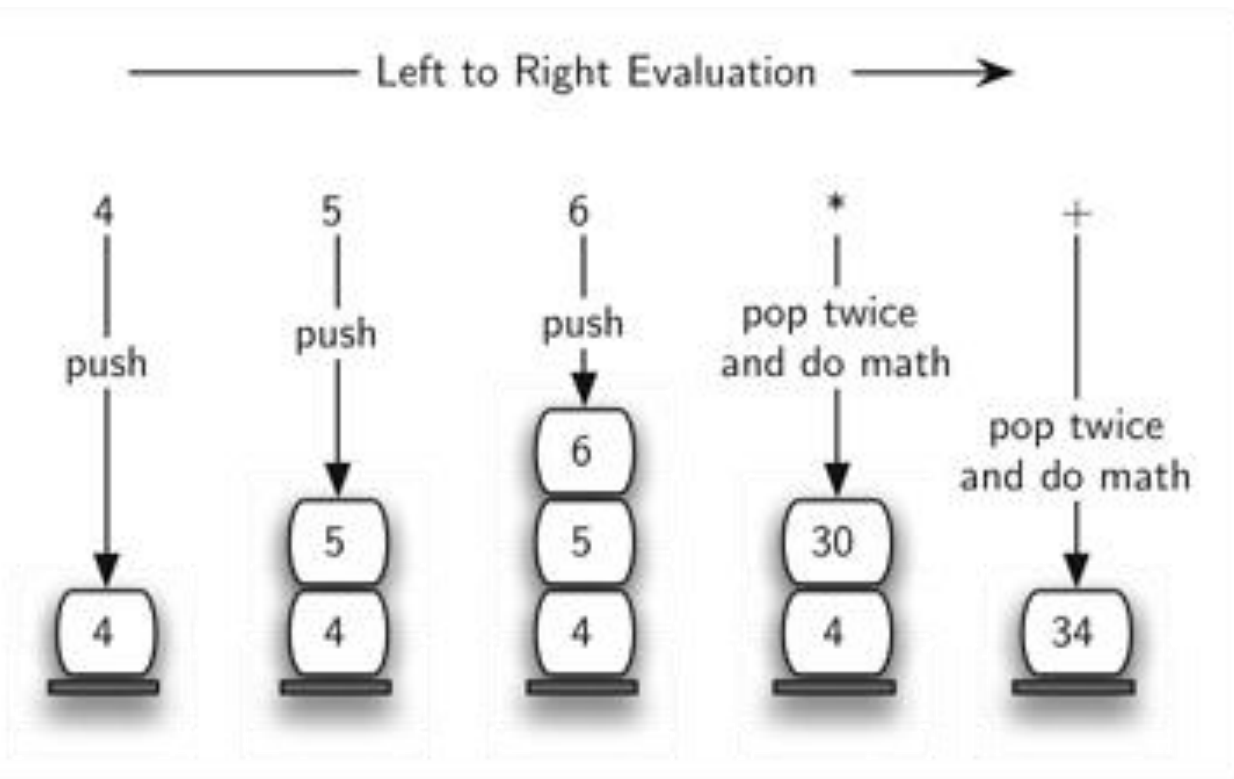 Left to Right Evaluation
4 5 6 * +
push
push
push
pop twice
and do math
pop twice
and do math
4
5
4
6
5
4
30
4
34